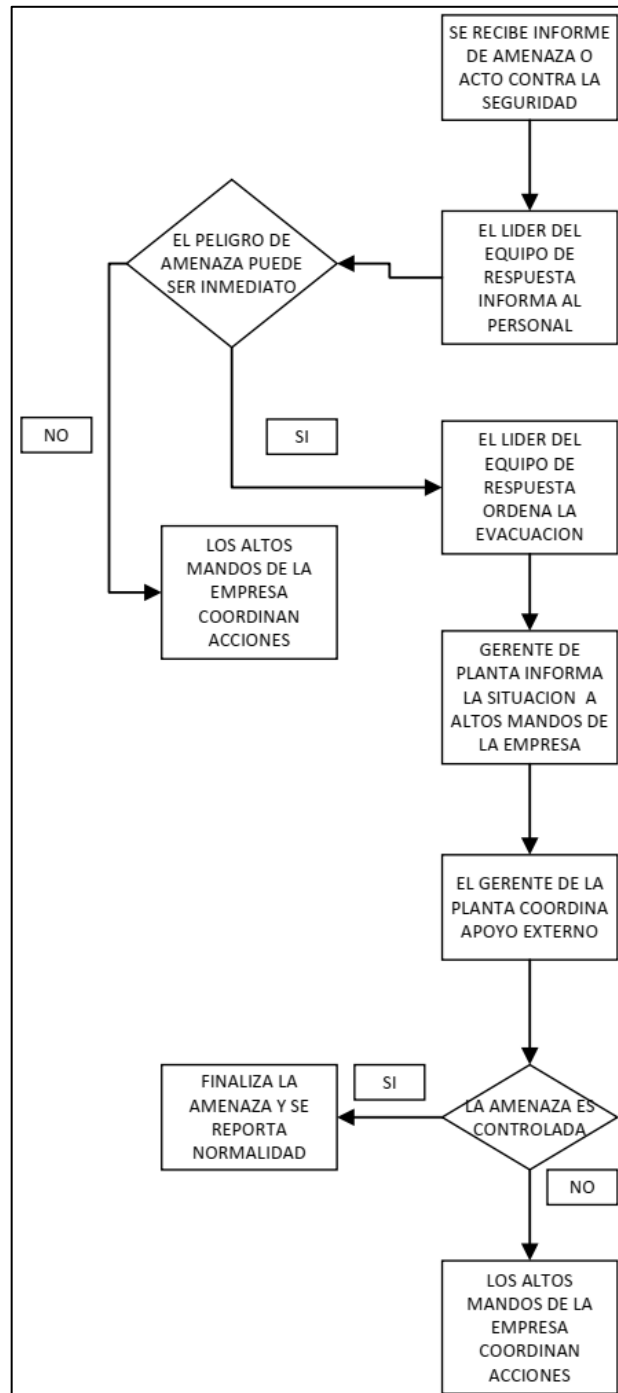 SE RECIBE INFORME
DE AMENAZA O
ACTO CONTRA LA
SEGURIDAD
EL LIDER DEL
EQUIPO DE
RESPUESTA
INFORMA AL
PERSONAL
EL PELIGRO DE
AMENAZA PUEDE
SER INMEDIATO
NO
SI
EL LIDER DEL
EQUIPO DE
RESPUESTA
ORDENA LA
EVACUACION
LOS ALTOS
MANDOS DE LA
EMPRESA
COORDINAN
ACCIONES
GERENTE DE
PLANTA INFORMA
LA SITUACION A
ALTOS MANDOS DE
LA EMPRESA
EL GERENTE DE LA
PLANTA COORDINA
APOYO EXTERNO
LA AMENAZA ES
CONTROLADA
SI
FINALIZA LA
AMENAZA Y SE
REPORTA
NORMALIDAD
NO
LOS ALTOS
MANDOS DE LA
EMPRESA
COORDINAN
ACCIONES